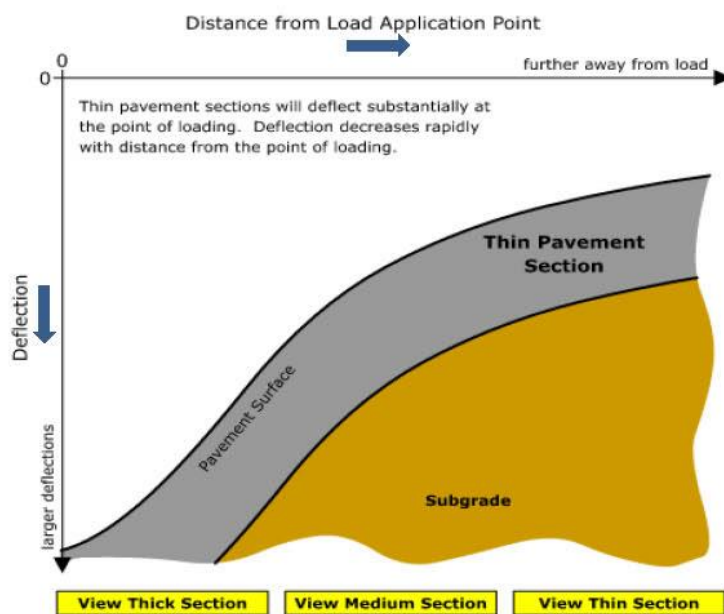 Distance from Load Application Point
0
0
further away from load
Thin pavement sections will deflect substantially at
the point of loading. Deflection decreases rapidly
with distance from the point of loading.
Thin Pavement
Section
Deflection
Pavement Surface
larger deflections
Subgrade
View Thick Section
View Medium Section
View Thin Section